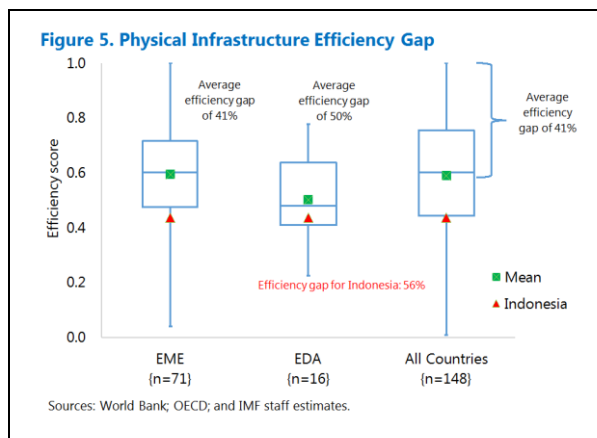 Figure 5. Physical Infrastructure Efficiency Gap
Efficiency score
1.0
0.8
0.6
0.4
0.2
0.0
Average
efficiency gap
of 41%
Average
efficiency gap
of 50%
Average
efficiency
gap of 41%
Efficiency gap for Indonesia: 56%
Mean
Indonesia
EME
{n=71}
EDA
{n=16}
All Countries
{n=148}
Sources: World Bank; OECD; and IMF staff estimates.